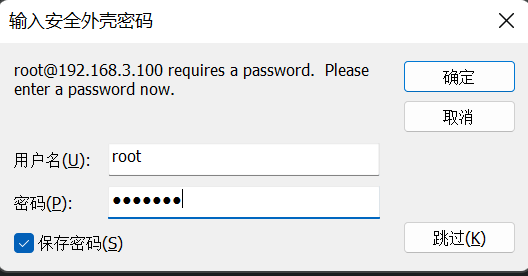 输入安全外壳密码
root@192.168.3.100 requires a password.  Please
enter a password now.
确定
取消
用户名(U):
root
密码(P):
●●●●●●●
保存密码(S)
跳过(K)